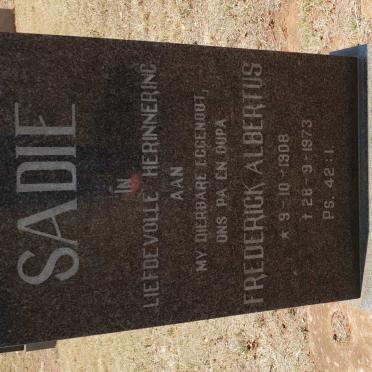 SADIE
IN
LIEFDEVOLLE HERINNERING
AAN
MY DIERBARE EGGENOOT,
ONS PA EN OUPA
FREDERICK ALBERTUS
★ 9-10-1908
† 26-9-1973
PS. 42:1.